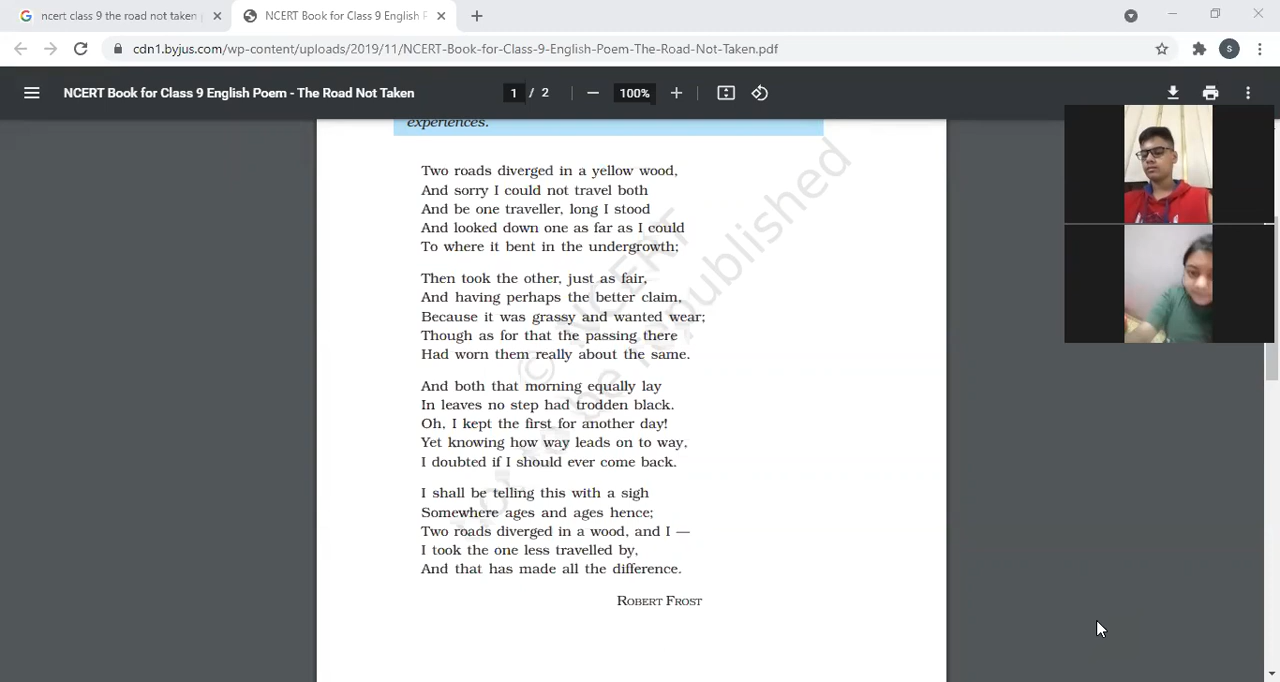 ncert class 9 the road not taken
NCERT Book for Class 9 English P
cdn1.byjus.com/wp-content/uploads/2019/11/NCERT-Book-for-Class-9-English-Poem-The-Road-Not-Taken.pdf
S
NCERT Book for Class 9 English Poem - The Road Not Taken
1 / 2
100%
experiences.
Two roads diverged in a yellow wood,
And sorry I could not travel both
And be one traveller, long I stood
And looked down one as far as I could
To where it bent in the undergrowth;
Then took the other, just as fair,
And having perhaps the better claim,
Because it was grassy and wanted wear;
Though as for that the passing there
Had worn them really about the same.
And both that morning equally lay
In leaves no step had trodden black.
Oh, I kept the first for another day!
Yet knowing how way leads on to way,
I doubted if I should ever come back.
I shall be telling this with a sigh
Somewhere ages and ages hence;
Two roads diverged in a wood, and I —
I took the one less travelled by,
And that has made all the difference.
ROBERT FROST
© NCERT
not to be republished